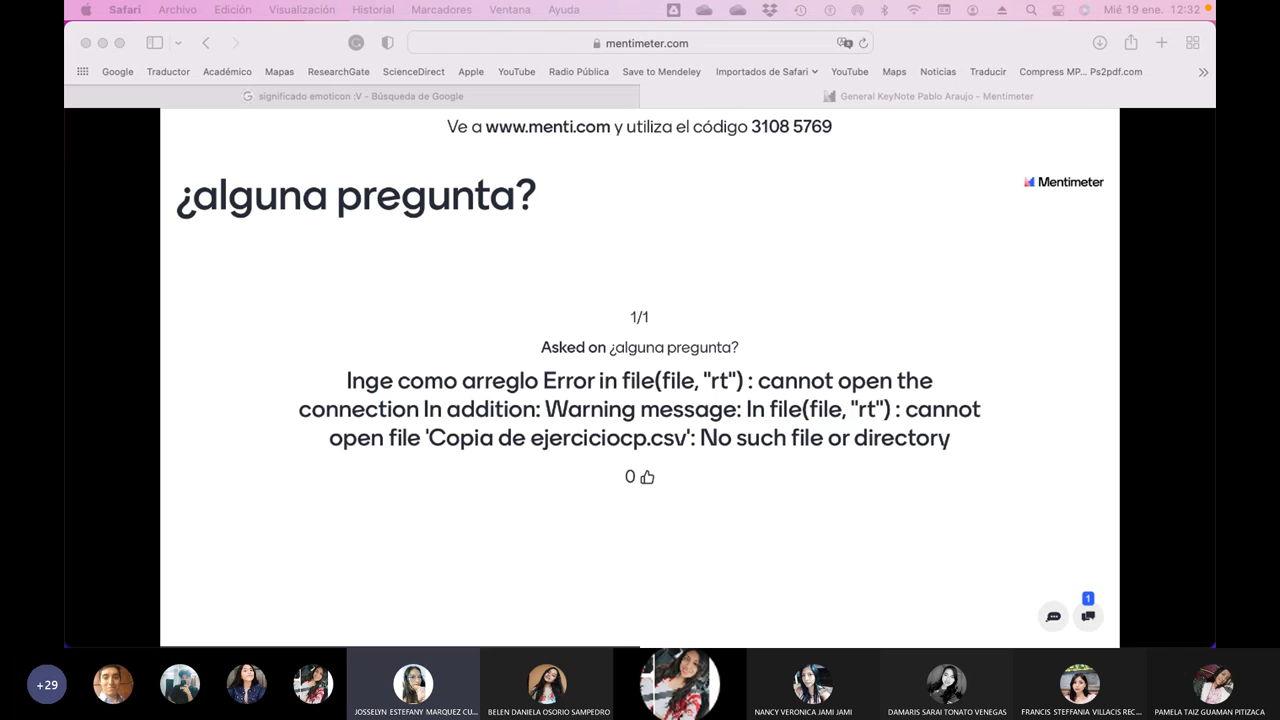 Safari Archivo Edición Visualización Historial Marcadores Ventana Ayuda Mié 19 ene. 12:32
mentimeter.com
Google Traductor Académico Mapas ResearchGate ScienceDirect Apple YouTube Radio Pública Save to Mendeley Importados de Safari YouTube Maps Noticias Traducir Compress MP... Ps2pdf.com
significado emoticon :V - Búsqueda de Google General KeyNote Pablo Araujo - Mentimeter
Ve a www.menti.com y utiliza el código 3108 5769
¿alguna pregunta?
Mentimeter
1/1
Asked on ¿alguna pregunta?
Inge como arreglo Error in file(file, "rt") : cannot open the
connection In addition: Warning message: In file(file, "rt") : cannot
open file 'Copia de ejerciciocp.csv': No such file or directory
0
1
+29
JOSSELYN ESTEFANY MARQUEZ CU... BELEN DANIELA OSORIO SAMPEDRO NANCY VERONICA JAMI JAMI DAMARIS SARAI TONATO VENEGAS FRANCIS STEFFANIA VILLACIS REC... PAMELA TAIZ GUAMAN PITIZACA